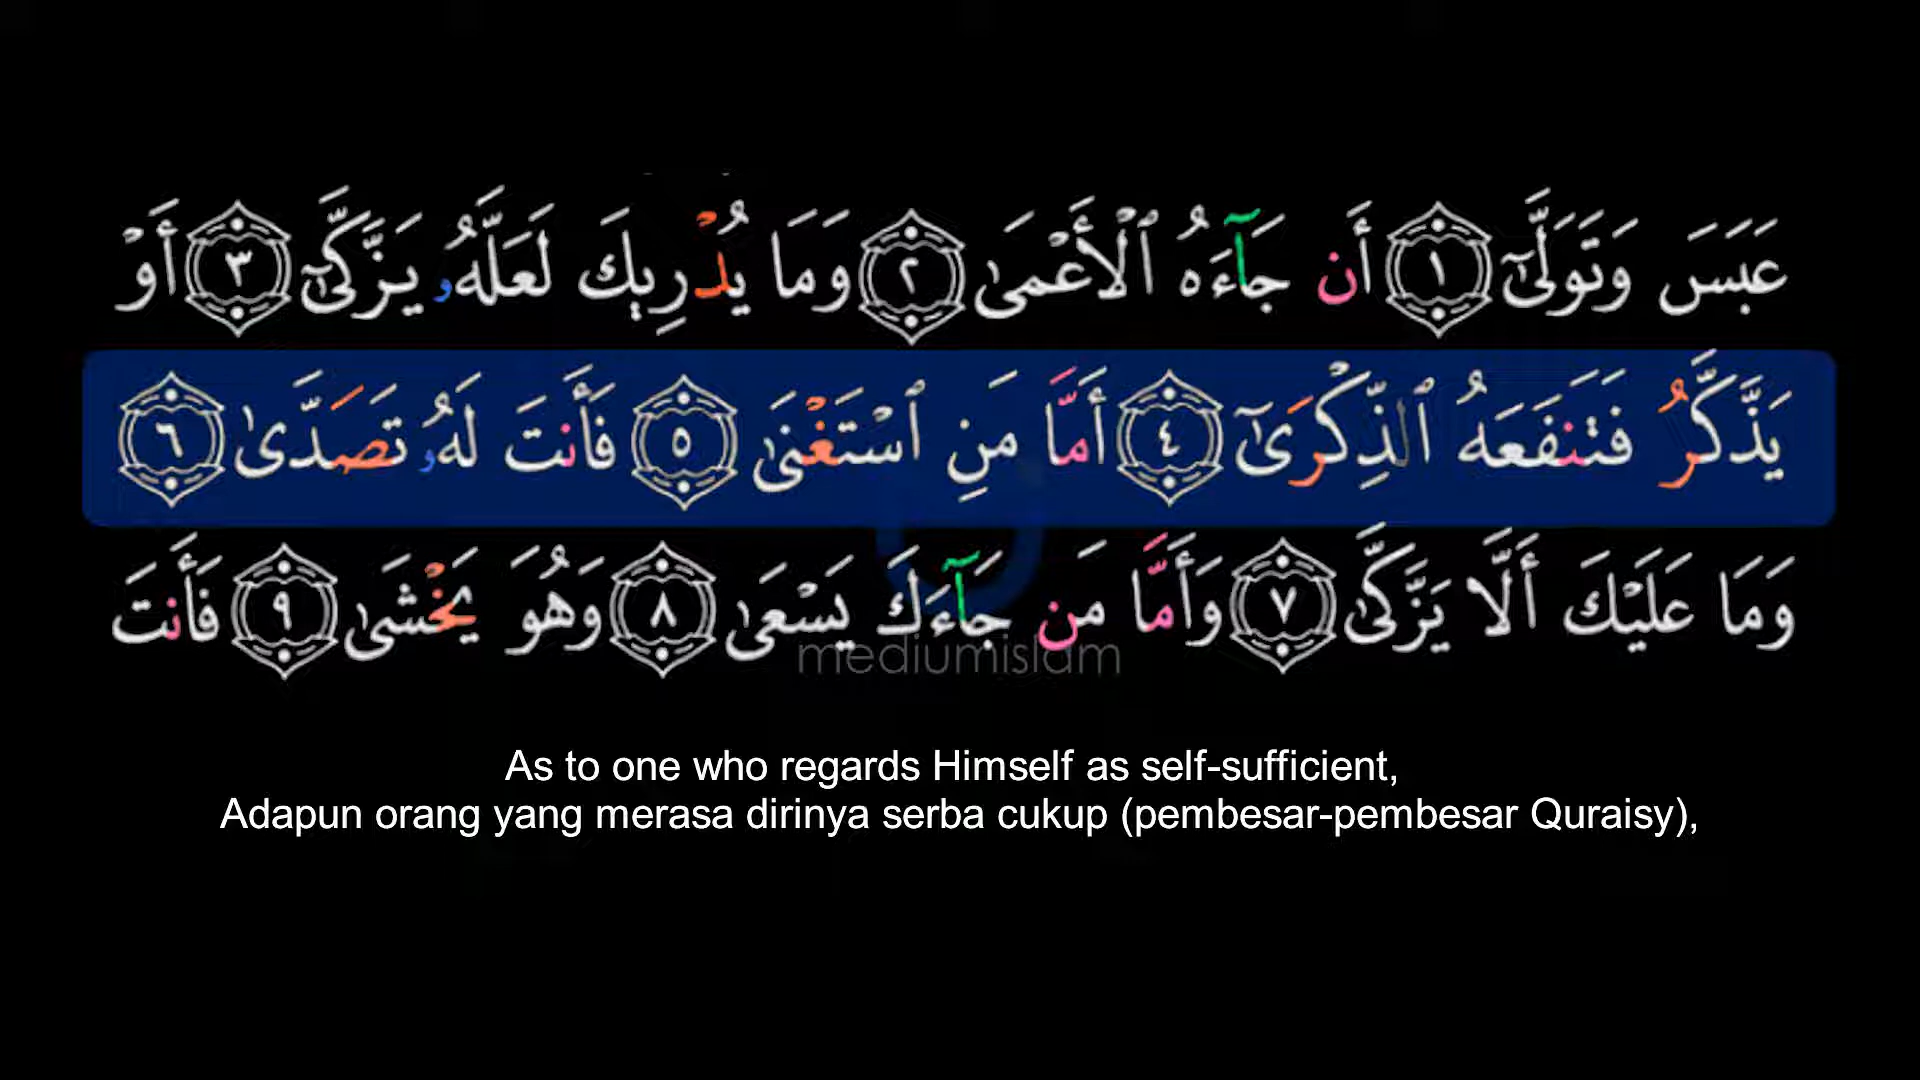 عَبَسَ وَتَوَلَّىٰٓ ١ أَن جَآءَهُ ٱلْأَعْمَىٰ ٢ وَمَا يُدْرِيكَ لَعَلَّهُۥ يَزَّكَّىٰٓ ٣ أَوْ
يَذَّكَّرُ فَتَنفَعَهُ ٱلذِّكْرَىٰٓ ٤ أَمَّا مَنِ ٱسْتَغْنَىٰ ٥ فَأَنتَ لَهُۥ تَصَدَّىٰ ٦
وَمَا عَلَيْكَ أَلَّا يَزَّكَّىٰ ٧ وَأَمَّا مَن جَآءَكَ يَسْعَىٰ ٨ وَهُوَ يَخْشَىٰ ٩ فَأَنتَ
mediumislam
As to one who regards Himself as self-sufficient,
Adapun orang yang merasa dirinya serba cukup (pembesar-pembesar Quraisy),